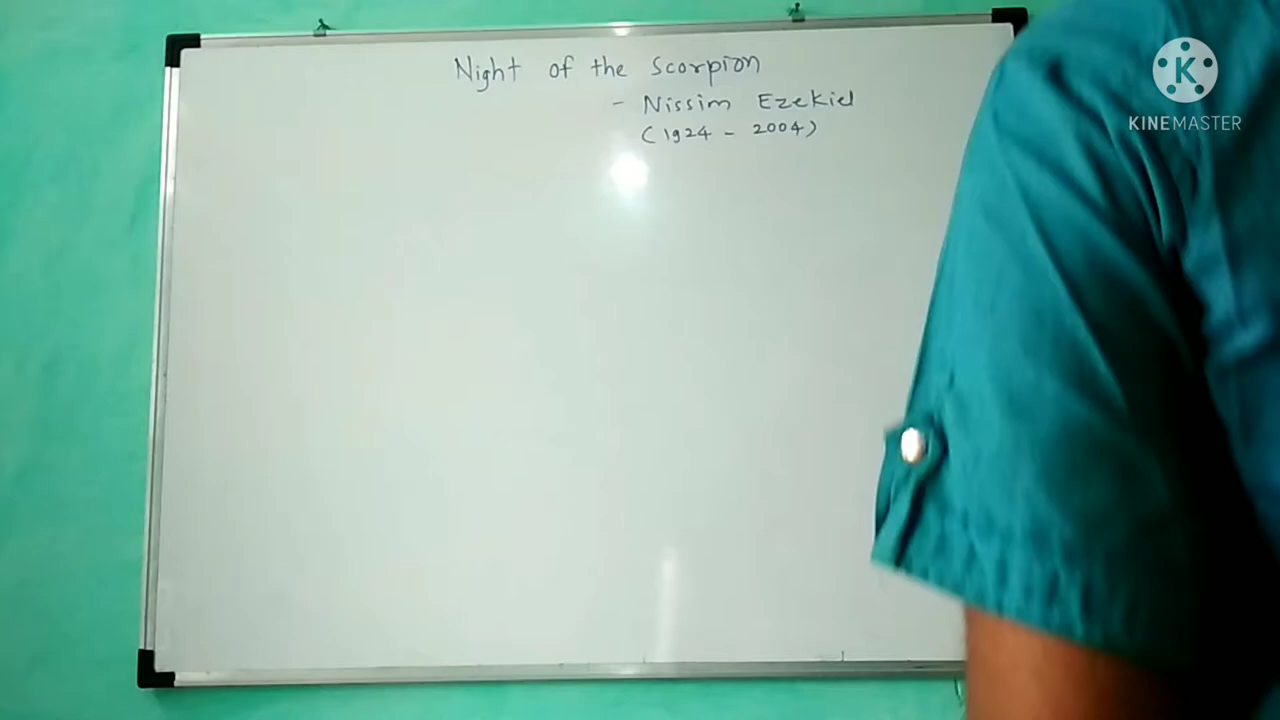 Night of the Scorpion
- Nissim Ezekiel
(1924 - 2004)
K
KINEMASTER